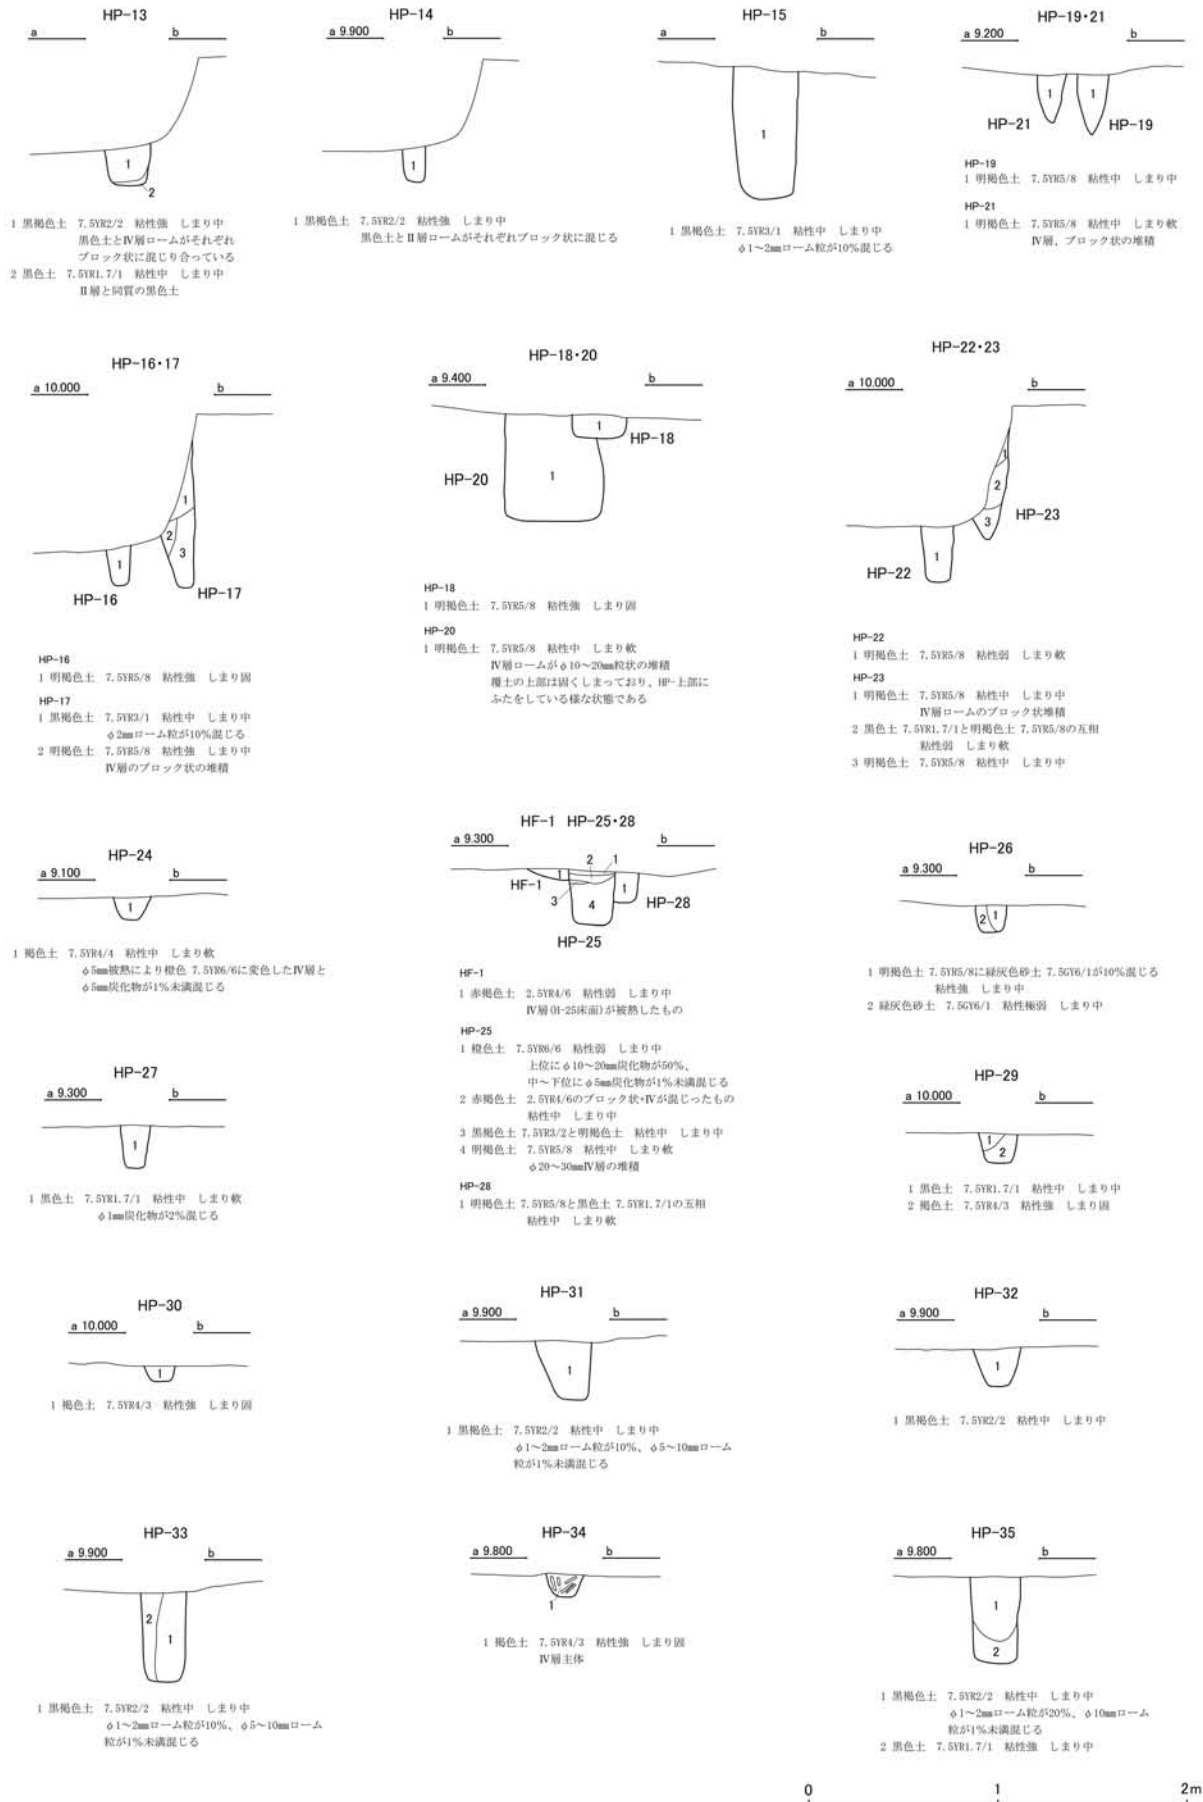 HP-13
a b
1
2
1 黒褐色土 7.5YR2/2 粘性強 しまり中
黒色土とⅣ層ロームがそれぞれ
ブロック状に混じり合っている
2 黒色土 7.5YR1.7/1 粘性中 しまり中
Ⅱ層と同質の黒色土
HP-14
a 9.900 b
1
1 黒褐色土 7.5YR2/2 粘性強 しまり中
黒色土とⅡ層ロームがそれぞれブロック状に混じる
HP-15
a b
1
1 黒褐色土 7.5YR3/1 粘性中 しまり中
φ1~2㎜ローム粒が10%混じる
HP-19・21
a 9.200 b
1 1
HP-21 HP-19
HP-19
1 明褐色土 7.5YR5/8 粘性中 しまり中
HP-21
1 明褐色土 7.5YR5/8 粘性中 しまり軟
Ⅳ層、ブロック状の堆積
HP-16・17
a 10.000 b
1
2
1 3
HP-16 HP-17
HP-16
1 明褐色土 7.5YR5/8 粘性強 しまり固
HP-17
1 黒褐色土 7.5YR3/1 粘性中 しまり中
φ2㎜ローム粒が10%混じる
2 明褐色土 7.5YR5/8 粘性強 しまり中
Ⅳ層のブロック状の堆積
HP-18・20
a 9.400 b
1
HP-18
HP-20 1
HP-18
1 明褐色土 7.5YR5/8 粘性強 しまり固
HP-20
1 明褐色土 7.5YR5/8 粘性中 しまり軟
Ⅳ層ロームがφ10~20㎜粒状の堆積
覆土の上部は固くしまっており、HP-上部に
ふたをしている様な状態である
HP-22・23
a 10.000 b
1
2
3 HP-23
1
HP-22
HP-22
1 明褐色土 7.5YR5/8 粘性弱 しまり軟
HP-23
1 明褐色土 7.5YR5/8 粘性中 しまり中
Ⅳ層ロームのブロック状堆積
2 黒色土 7.5YR1.7/1と明褐色土 7.5YR5/8の互相
粘性弱 しまり軟
3 明褐色土 7.5YR5/8 粘性中 しまり中
HP-24
a 9.100 b
1
1 褐色土 7.5YR4/4 粘性中 しまり軟
φ5㎜被熱により橙色 7.5YR6/6に変色したⅣ層と
φ5㎜炭化物が1%未満混じる
HF-1 HP-25・28
a 9.300 b
2 1
1
HF-1 1
3 4 HP-28
HP-25
HF-1
1 赤褐色土 2.5YR4/6 粘性弱 しまり中
Ⅳ層(H-25床面)が被熱したもの
HP-25
1 橙色土 7.5YR6/6 粘性弱 しまり中
上位にφ10~20㎜炭化物が50%、
中~下位にφ5㎜炭化物が1%未満混じる
2 赤褐色土 2.5YR4/6のブロック状+Ⅳが混じったもの
粘性中 しまり中
3 黒褐色土 7.5YR3/2と明褐色土 粘性中 しまり中
4 明褐色土 7.5YR5/8 粘性中 しまり軟
φ20~30㎜Ⅳ層の堆積
HP-28
1 明褐色土 7.5YR5/8と黒色土 7.5YR1.7/1の互相
粘性中 しまり軟
HP-26
a 9.300 b
2 1
1 明褐色土 7.5YR5/8に緑灰色砂土 7.5GY6/1が10%混じる
粘性強 しまり中
2 緑灰色砂土 7.5GY6/1 粘性極弱 しまり中
HP-27
a 9.300 b
1
1 黒色土 7.5YR1.7/1 粘性中 しまり軟
φ1㎜炭化物が2%混じる
HP-29
a 10.000 b
1
2
1 黒色土 7.5YR1.7/1 粘性中 しまり中
2 褐色土 7.5YR4/3 粘性強 しまり固
HP-30
a 10.000 b
1
1 褐色土 7.5YR4/3 粘性強 しまり固
HP-31
a 9.900 b
1
1 黒褐色土 7.5YR2/2 粘性中 しまり中
φ1~2㎜ローム粒が10%、φ5~10㎜ローム
粒が1%未満混じる
HP-32
a 9.900 b
1
1 黒褐色土 7.5YR2/2 粘性中 しまり中
HP-33
a 9.900 b
2
1
1 黒褐色土 7.5YR2/2 粘性中 しまり中
φ1~2㎜ローム粒が10%、φ5~10㎜ローム
粒が1%未満混じる
HP-34
a 9.800 b
1
1 褐色土 7.5YR4/3 粘性強 しまり固
Ⅳ層主体
HP-35
a 9.800 b
1
2
1 黒褐色土 7.5YR2/2 粘性中 しまり中
φ1~2㎜ローム粒が20%、φ10㎜ローム
粒が1%未満混じる
2 黒色土 7.5YR1.7/1 粘性強 しまり中
0 1 2m